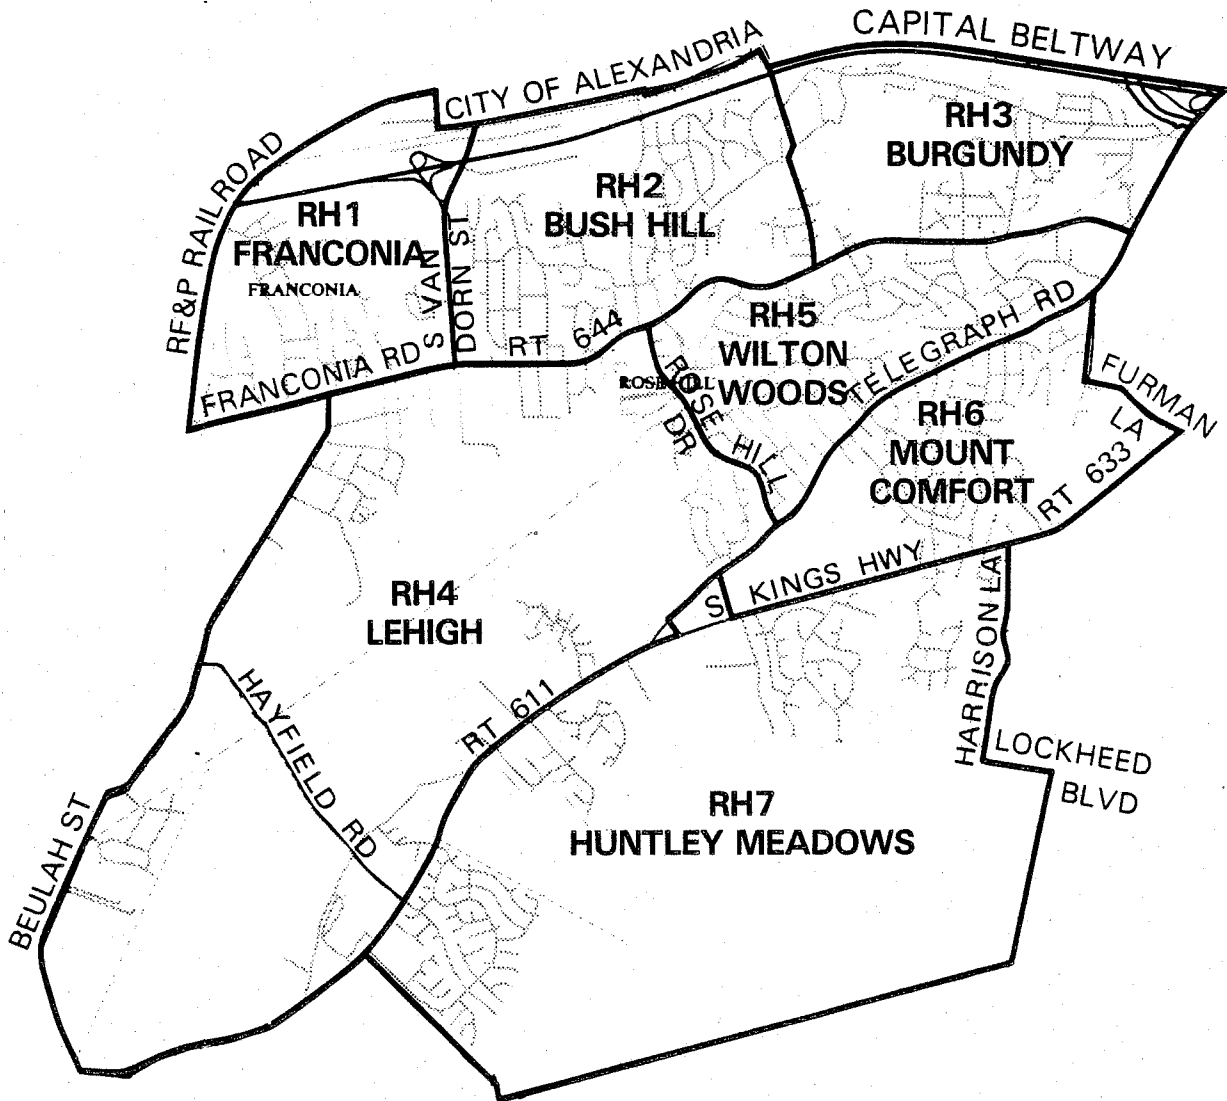 CAPITAL BELTWAY
CITY OF ALEXANDRIA
RH3
BURGUNDY
RF&P RAILROAD
RH2
BUSH HILL
RH1
FRANCONIA
FRANCONIA
S VAN
DORN ST
FRANCONIA RD
RT 644
RH5
WILTON
WOODS
TELEGRAPH RD
ROSE HILL
ROSE HILL
DR
FURMAN
LA
RH6
MOUNT
COMFORT
RT 633
S KINGS HWY
HARRISON LA
RH4
LEHIGH
HAYFIELD RD
RT 611
LOCKHEED
BLVD
BEULAH ST
RH7
HUNTLEY MEADOWS